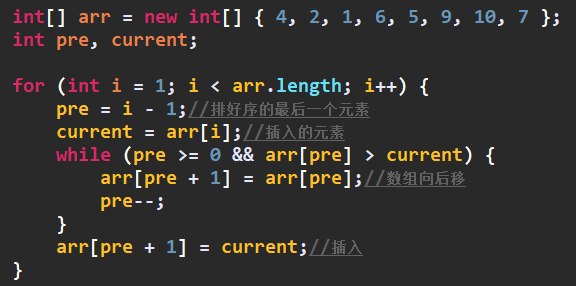 int[] arr = new int[] { 4, 2, 1, 6, 5, 9, 10, 7 };
int pre, current;
for (int i = 1; i < arr.length; i++) {
pre = i - 1;//排好序的最后一个元素
current = arr[i];//插入的元素
while (pre >= 0 && arr[pre] > current) {
arr[pre + 1] = arr[pre];//数组向后移
pre--;
}
arr[pre + 1] = current;//插入
}